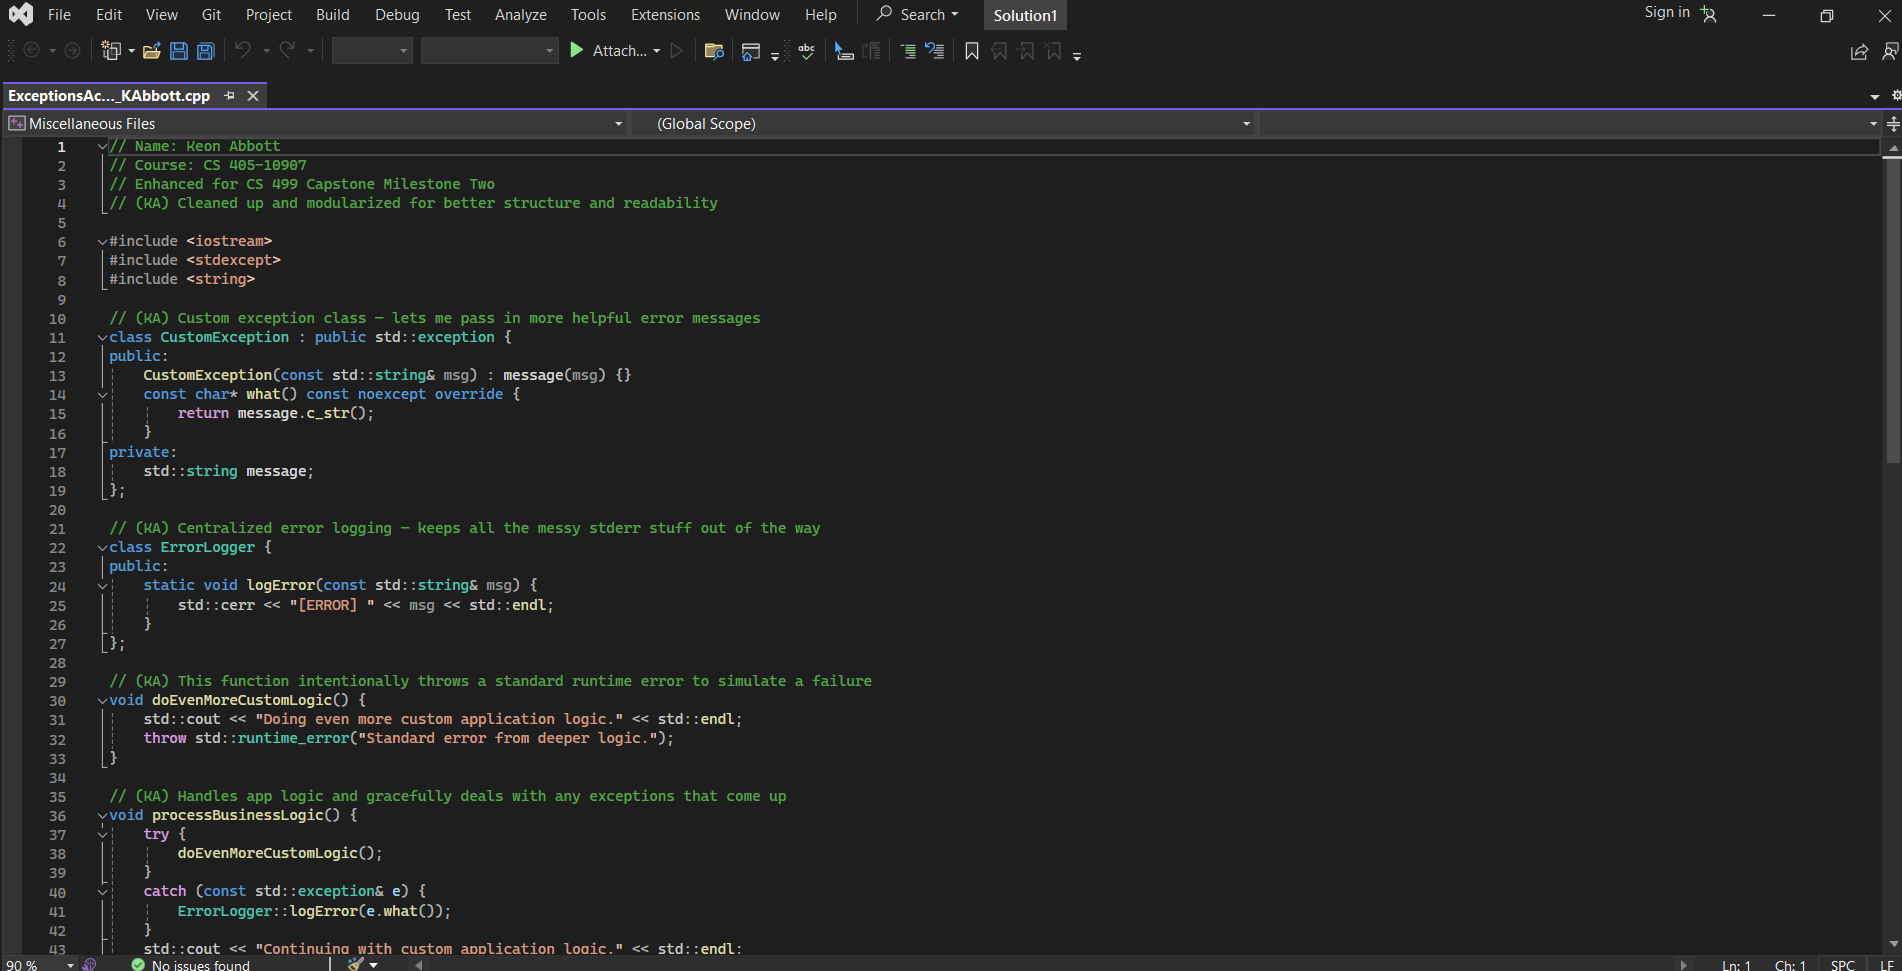 File Edit View Git Project Build Debug Test Analyze Tools Extensions Window Help Search Solution1 Sign in
Attach...
ExceptionsAc..._KAbbott.cpp
Miscellaneous Files (Global Scope)
1 // Name: Keon Abbott
2 // Course: CS 405-10907
3 // Enhanced for CS 499 Capstone Milestone Two
4 // (KA) Cleaned up and modularized for better structure and readability
5
6 #include <iostream>
7 #include <stdexcept>
8 #include <string>
9
10 // (KA) Custom exception class — lets me pass in more helpful error messages
11 class CustomException : public std::exception {
12 public:
13     CustomException(const std::string& msg) : message(msg) {}
14     const char* what() const noexcept override {
15         return message.c_str();
16     }
17 private:
18     std::string message;
19 };
20
21 // (KA) Centralized error logging — keeps all the messy stderr stuff out of the way
22 class ErrorLogger {
23 public:
24     static void logError(const std::string& msg) {
25         std::cerr << "[ERROR] " << msg << std::endl;
26     }
27 };
28
29 // (KA) This function intentionally throws a standard runtime error to simulate a failure
30 void doEvenMoreCustomLogic() {
31     std::cout << "Doing even more custom application logic." << std::endl;
32     throw std::runtime_error("Standard error from deeper logic.");
33 }
34
35 // (KA) Handles app logic and gracefully deals with any exceptions that come up
36 void processBusinessLogic() {
37     try {
38         doEvenMoreCustomLogic();
39     }
40     catch (const std::exception& e) {
41         ErrorLogger::logError(e.what());
42     }
43     std::cout << "Continuing with custom application logic." << std::endl;
90 % No issues found Ln: 1 Ch: 1 SPC LF